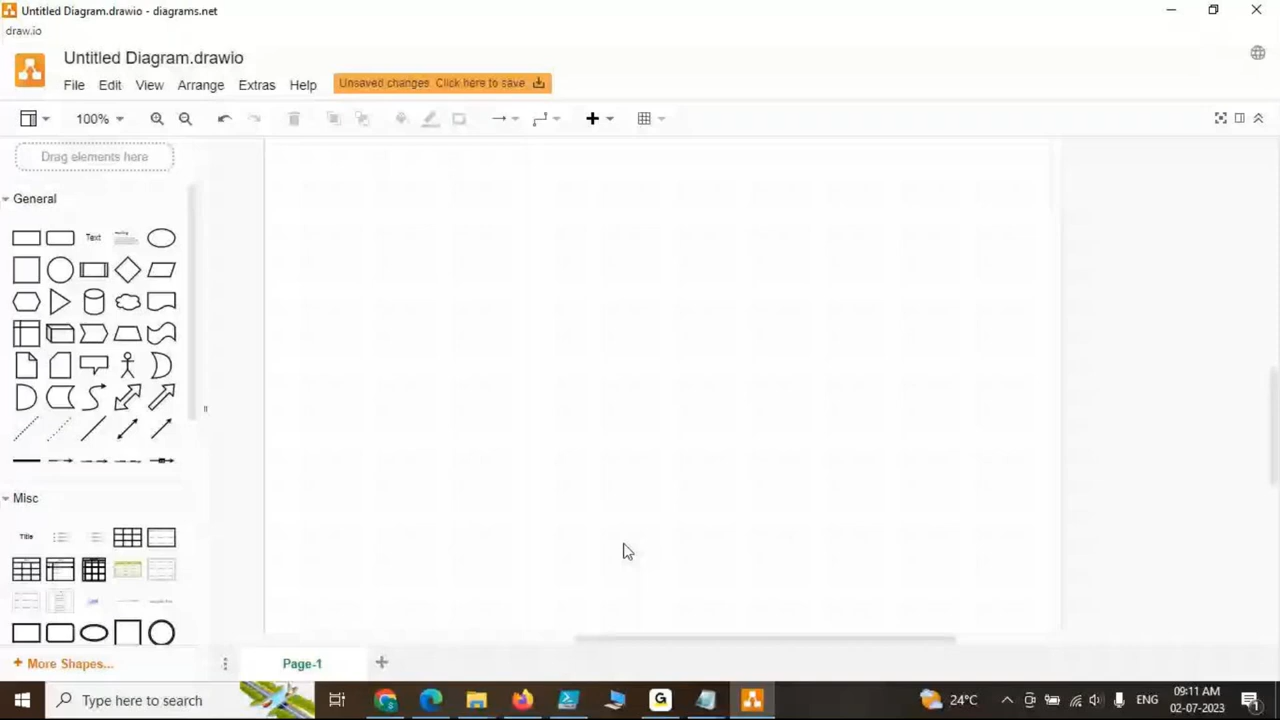 Untitled Diagram.drawio - diagrams.net
draw.io
Untitled Diagram.drawio
File Edit View Arrange Extras Help Unsaved changes. Click here to save.
100%
Drag elements here
General
Text
Misc
Title
+ More Shapes...
Page-1
Type here to search
24°C
ENG
09:11 AM
02-07-2023
1